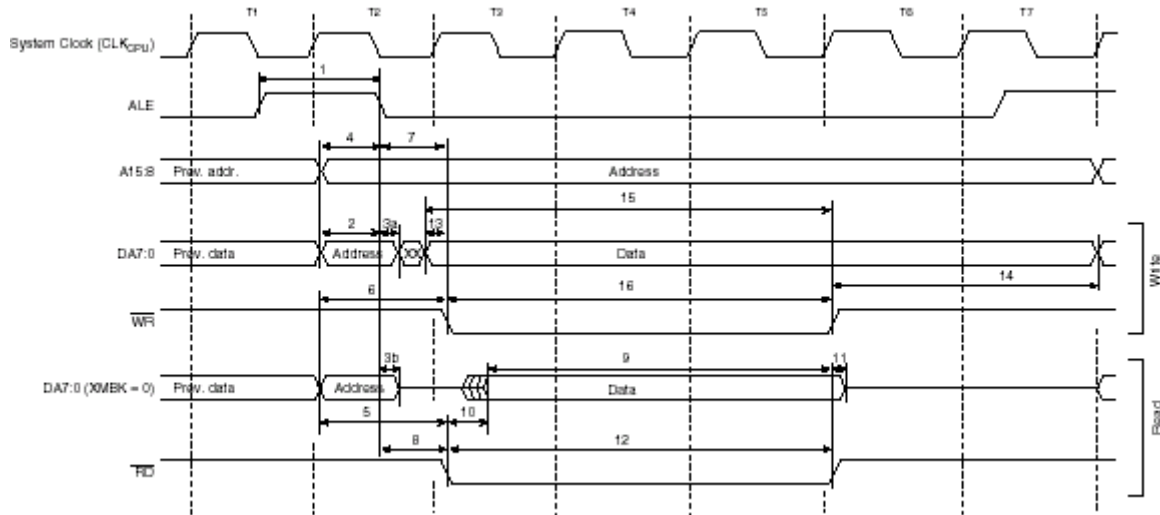 T1 T2 T3 T4 T5 T6 T7
System Clock (CLKCPU)
1
ALE
4 7
A15:8 Prev. addr. Address
15
2 3a 13
DA7:0 Prev. data Address XX Data
14
6 16
WR
Write
3b 9 11
DA7:0 (XMBK = 0) Prev. data Address Data
5 10
8 12
RD
Read